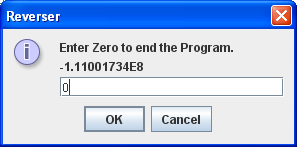 Reverser
Enter Zero to end the Program.
-1.11001734E8
0
OK Cancel